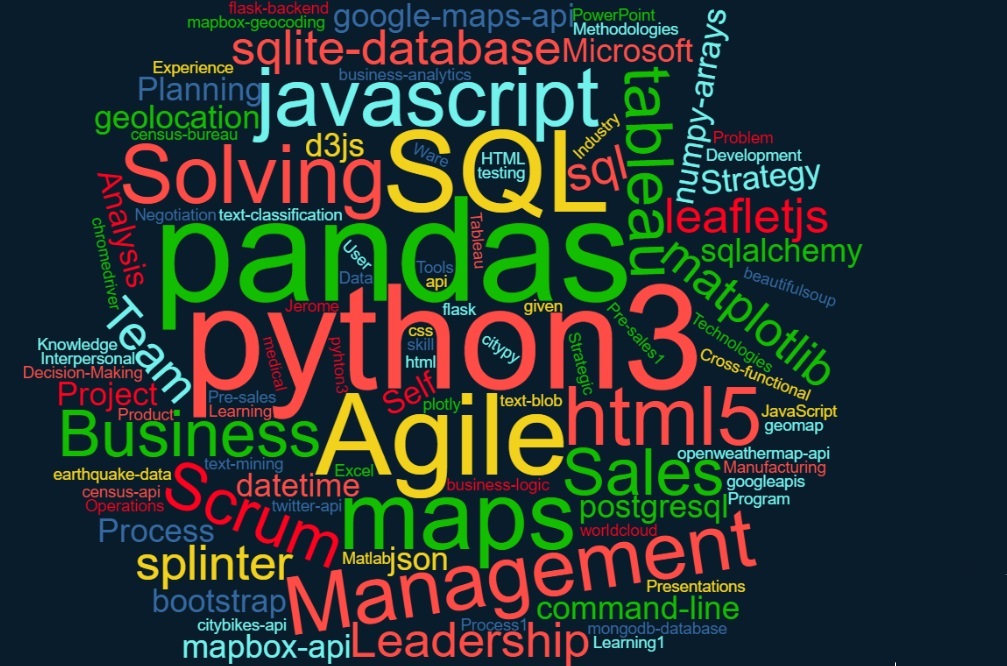 flask-backend
mapbox-geocoding
google-maps-api
PowerPoint
Methodologies
sqlite-database
Microsoft
numpy-arrays
Experience
business-analytics
Planning
javascript
tableau
geolocation
census-bureau
d3js
Industry
Problem
Ware
HTML
testing
Development
Solving
SQL
sql
Strategy
Analysis
Negotiation
text-classification
leafletjs
chromedriver
pandas
Tableau
User
Data
Tools
api
sqlalchemy
matplotlib
beautifulsoup
Jerome
flask
given
Team
python3
Pre-sales1
Technologies
Knowledge
Interpersonal
Decision-Making
medical
pyhton3
css
skill
html
citypy
Strategic
Cross-functional
Project
Pre-sales
Self
plotly
text-blob
Product
Learning
html5
JavaScript
geomap
Business
Agile
openweathermap-api
text-mining
Excel
Sales
Manufacturing
earthquake-data
census-api
Scrum
datetime
business-logic
googleapis
Operations
twitter-api
maps
postgresql
Program
Process
worldcloud
splinter
Matlab
json
Management
Presentations
bootstrap
command-line
citybikes-api
Process1
mongodb-database
mapbox-api
Leadership
Learning1